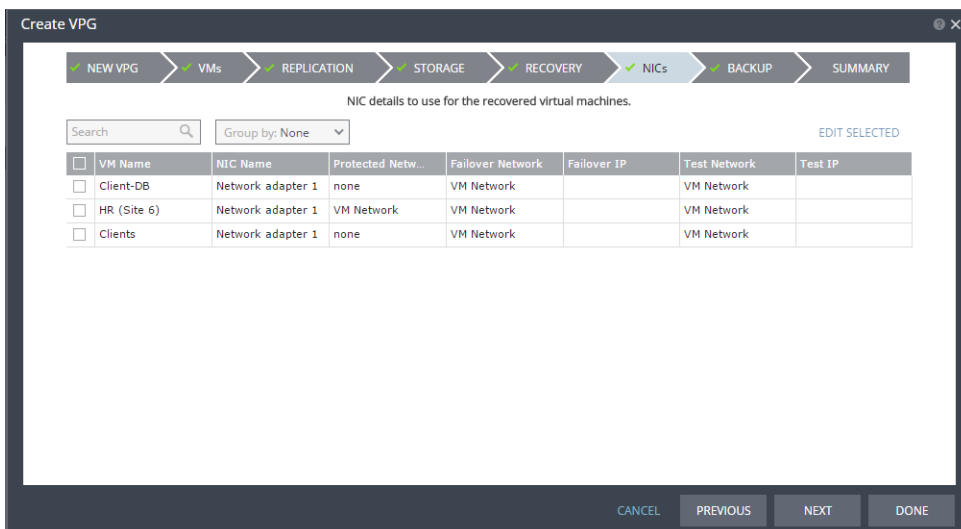 Create VPG
NEW VPG VMs REPLICATION STORAGE RECOVERY NICs BACKUP SUMMARY
NIC details to use for the recovered virtual machines.
Search Group by: None EDIT SELECTED
VM Name NIC Name Protected Netw... Failover Network Failover IP Test Network Test IP
Client-DB Network adapter 1 none VM Network VM Network
HR (Site 6) Network adapter 1 VM Network VM Network VM Network
Clients Network adapter 1 none VM Network VM Network
CANCEL PREVIOUS NEXT DONE